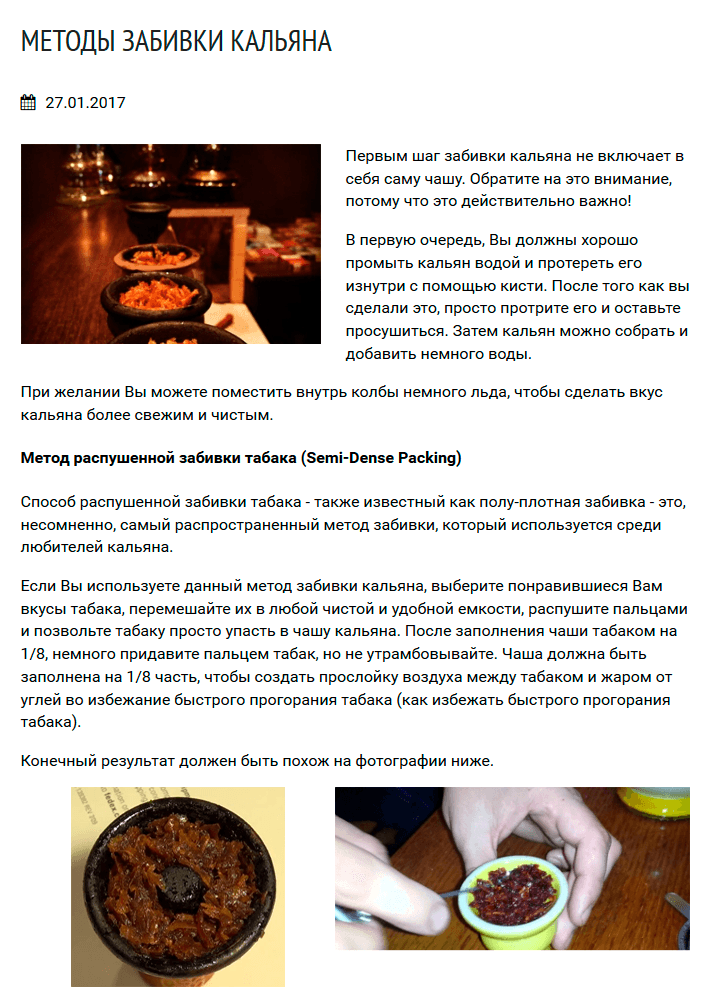 МЕТОДЫ ЗАБИВКИ КАЛЬЯНА
27.01.2017
Первым шаг забивки кальяна не включает в
себя саму чашу. Обратите на это внимание,
потому что это действительно важно!
В первую очередь, Вы должны хорошо
промыть кальян водой и протереть его
изнутри с помощью кисти. После того как вы
сделали это, просто протрите его и оставьте
просушиться. Затем кальян можно собрать и
добавить немного воды.
При желании Вы можете поместить внутрь колбы немного льда, чтобы сделать вкус
кальяна более свежим и чистым.
Метод распушенной забивки табака (Semi-Dense Packing)
Способ распушенной забивки табака - также известный как полу-плотная забивка - это,
несомненно, самый распространенный метод забивки, который используется среди
любителей кальяна.
Если Вы используете данный метод забивки кальяна, выберите понравившиеся Вам
вкусы табака, перемешайте их в любой чистой и удобной емкости, распушите пальцами
и позвольте табаку просто упасть в чашу кальяна. После заполнения чаши табаком на
1/8, немного придавите пальцем табак, но не утрамбовывайте. Чаша должна быть
заполнена на 1/8 часть, чтобы создать прослойку воздуха между табаком и жаром от
углей во избежание быстрого прогорания табака (как избежать быстрого прогорания
табака).
Конечный результат должен быть похож на фотографии ниже.